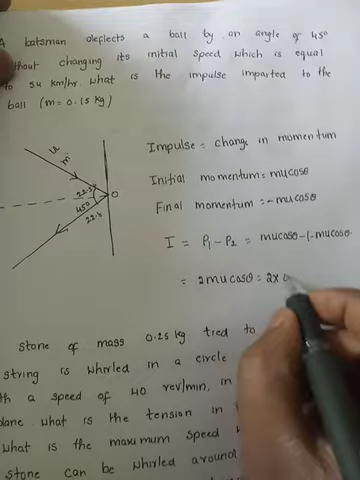 A batsman deflects a ball by an angle of 45°
without changing its initial speed which is equal
to 54 km/hr. what is the impulse imparted to the
ball (m = 0.15 kg)
u
m
22.5
O
45°
22.5
Impulse = change in momentum
Initial momentum = mucosθ
Final momentum = -mucosθ
I = P₁ - P₂ = mucosθ - (-mucosθ
= 2mucosθ = 2x
stone of mass 0.25 kg tied to
string is whirled in a circle
with a speed of 40 rev/min, in
plane what is the tension in
what is the maximum speed
stone can be whirled around